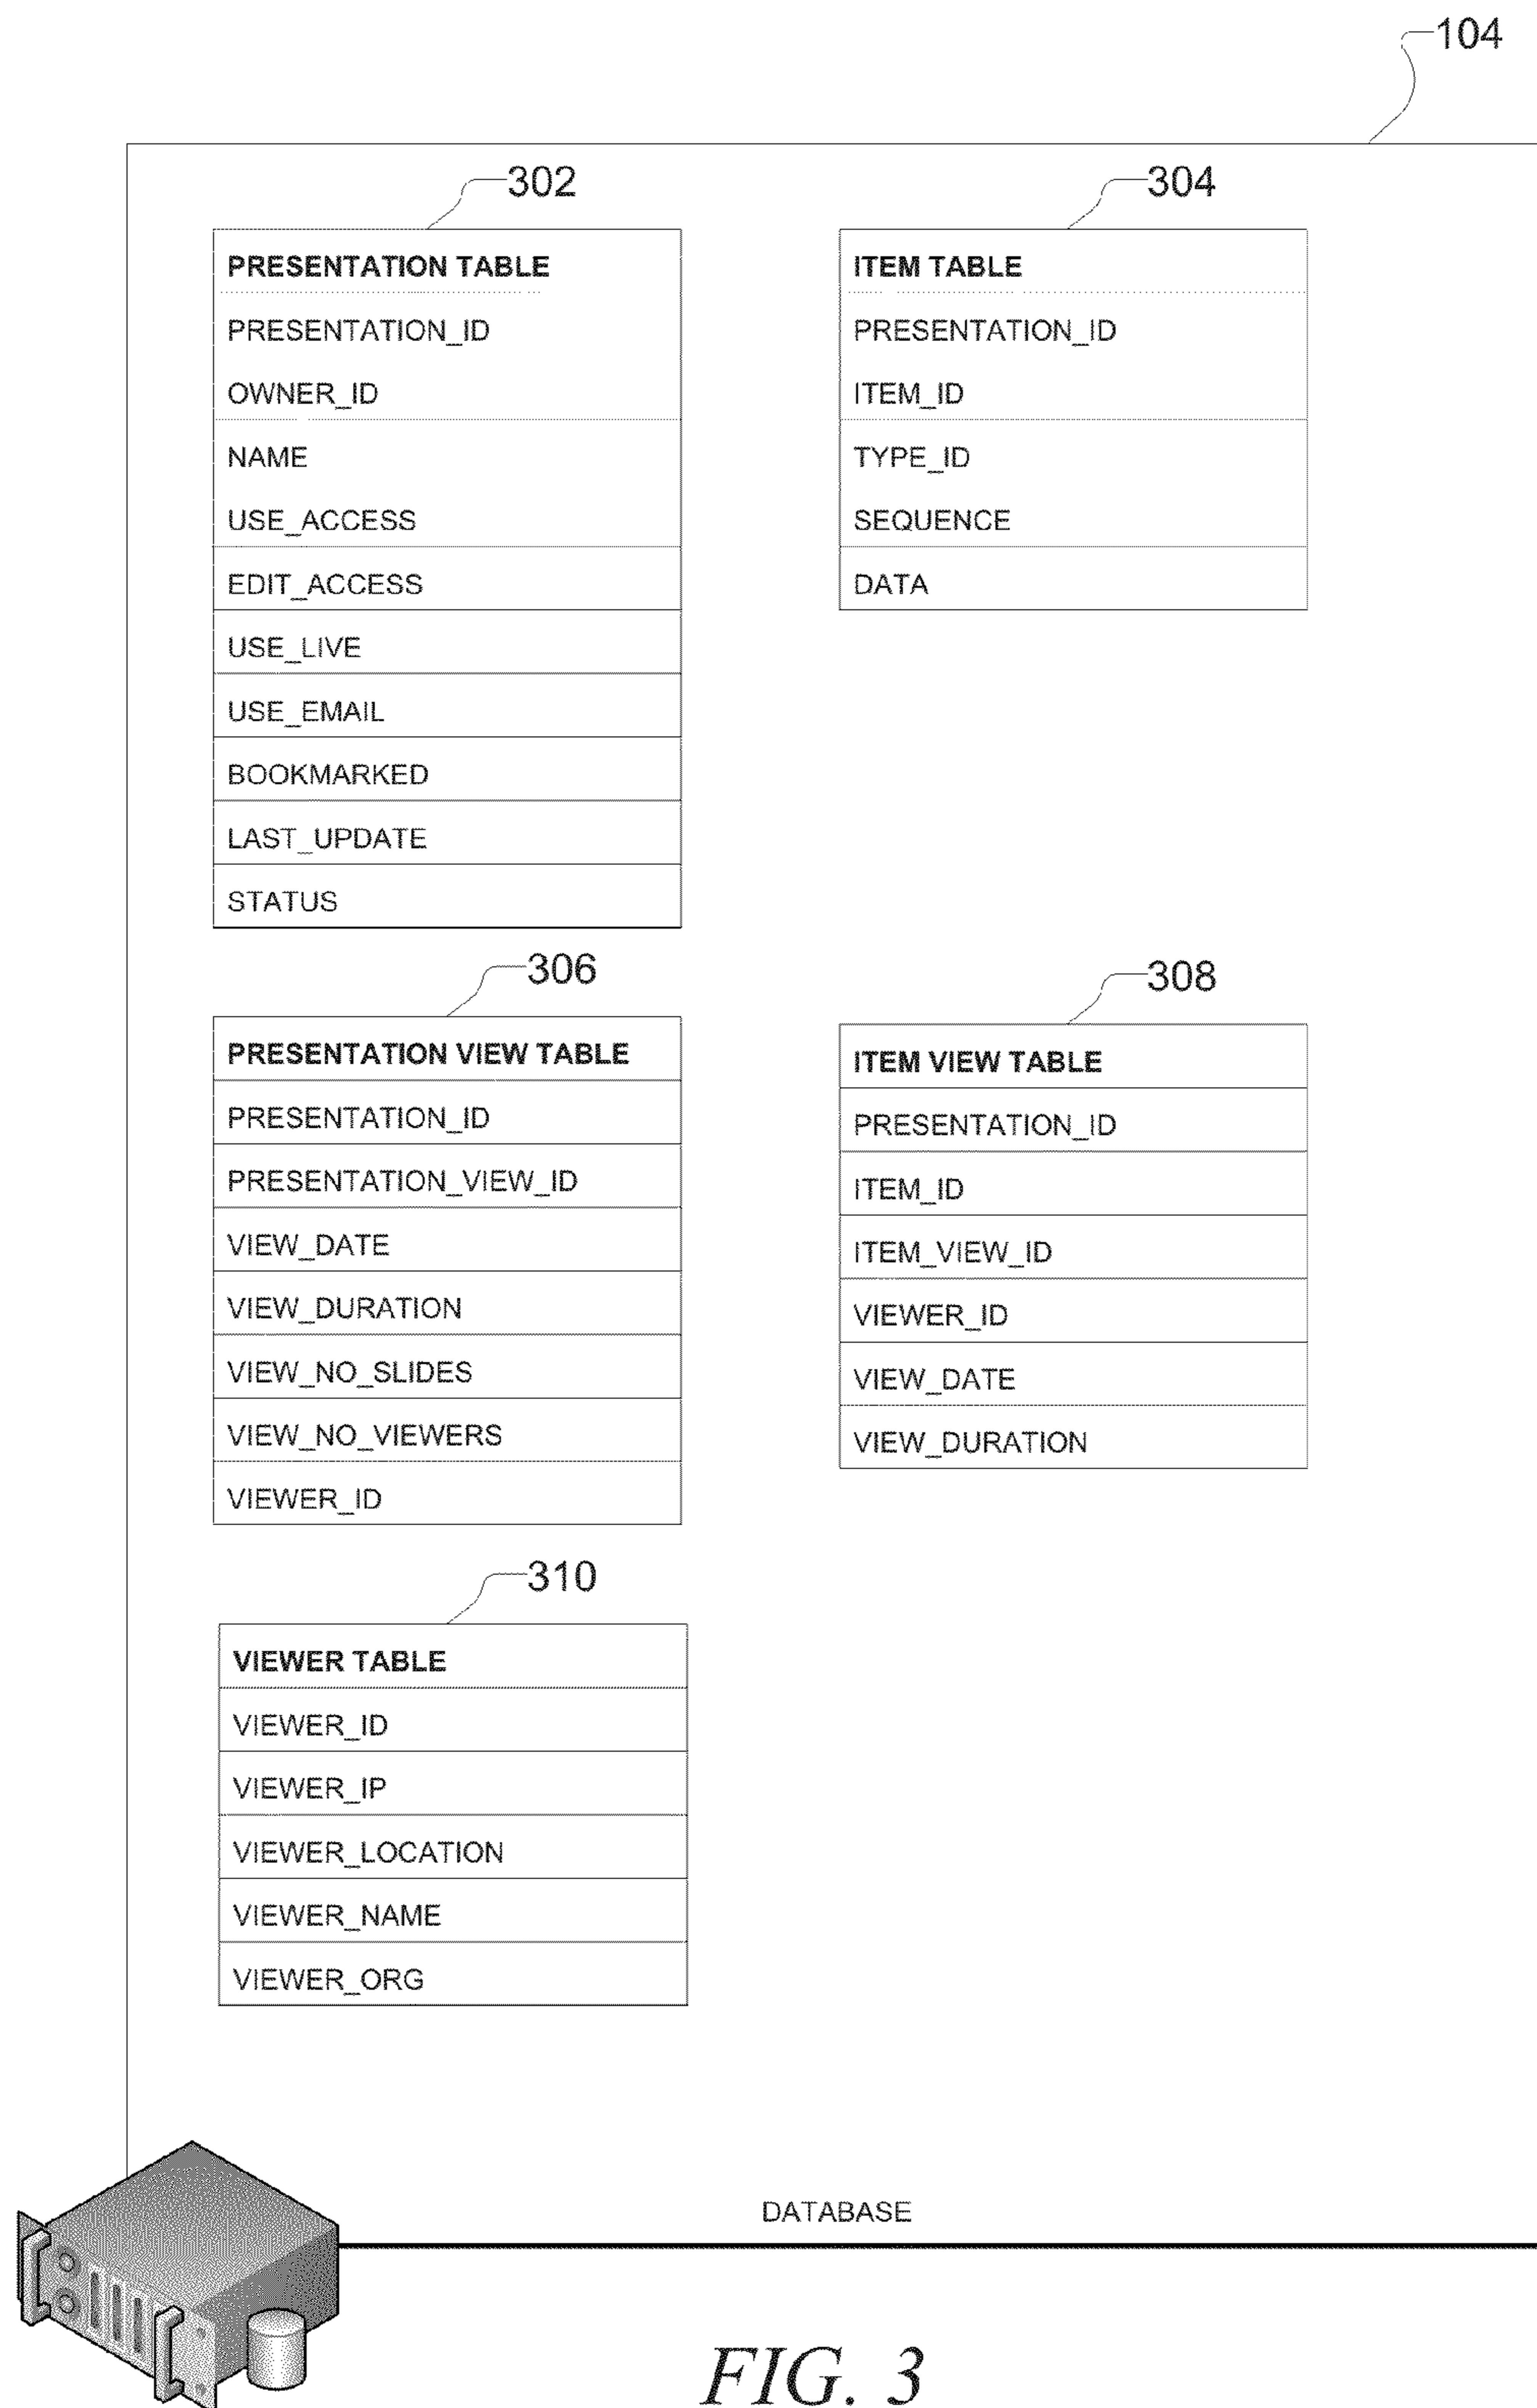 104
302
PRESENTATION TABLE
PRESENTATION_ID
OWNER_ID
NAME
USE_ACCESS
EDIT_ACCESS
USE_LIVE
USE_EMAIL
BOOKMARKED
LAST_UPDATE
STATUS
304
ITEM TABLE
PRESENTATION_ID
ITEM_ID
TYPE_ID
SEQUENCE
DATA
306
PRESENTATION VIEW TABLE
PRESENTATION_ID
PRESENTATION_VIEW_ID
VIEW_DATE
VIEW_DURATION
VIEW_NO_SLIDES
VIEW_NO_VIEWERS
VIEWER_ID
308
ITEM VIEW TABLE
PRESENTATION_ID
ITEM_ID
ITEM_VIEW_ID
VIEWER_ID
VIEW_DATE
VIEW_DURATION
310
VIEWER TABLE
VIEWER_ID
VIEWER_IP
VIEWER_LOCATION
VIEWER_NAME
VIEWER_ORG
DATABASE
FIG. 3